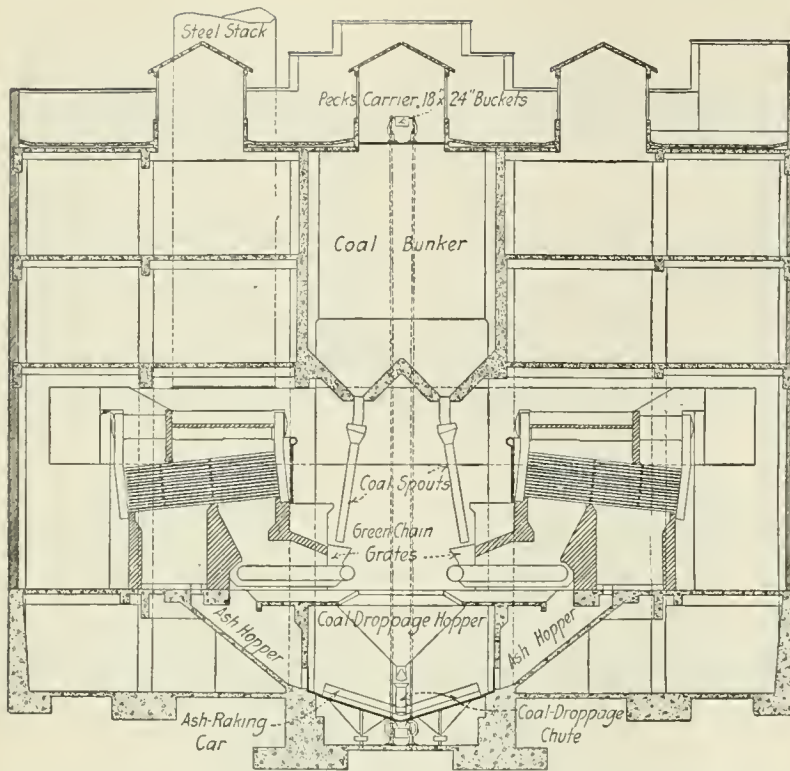 Steel Stack
Peck's Carrier, 18" x 24" Buckets
Coal Bunker
Coal Spouts
Green Chain
Grates
Ash Hopper
Coal-Droppage Hopper
Ash Hopper
Ash-Raking
Car
Coal-Droppage
Chute